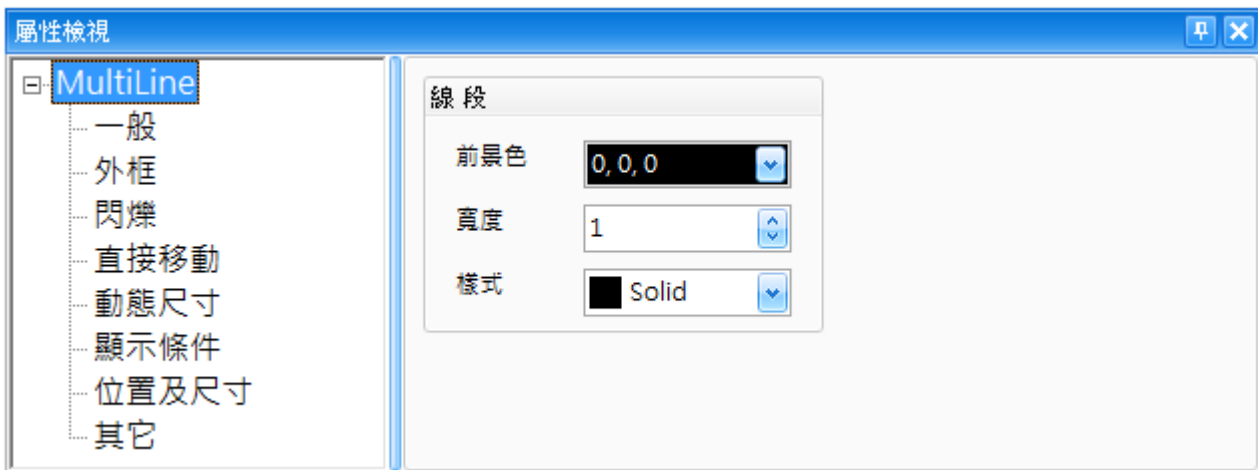 屬性檢視
MultiLine
一般
外框
閃爍
直接移動
動態尺寸
顯示條件
位置及尺寸
其它
線 段
前景色
0, 0, 0
寬度
1
樣式
Solid